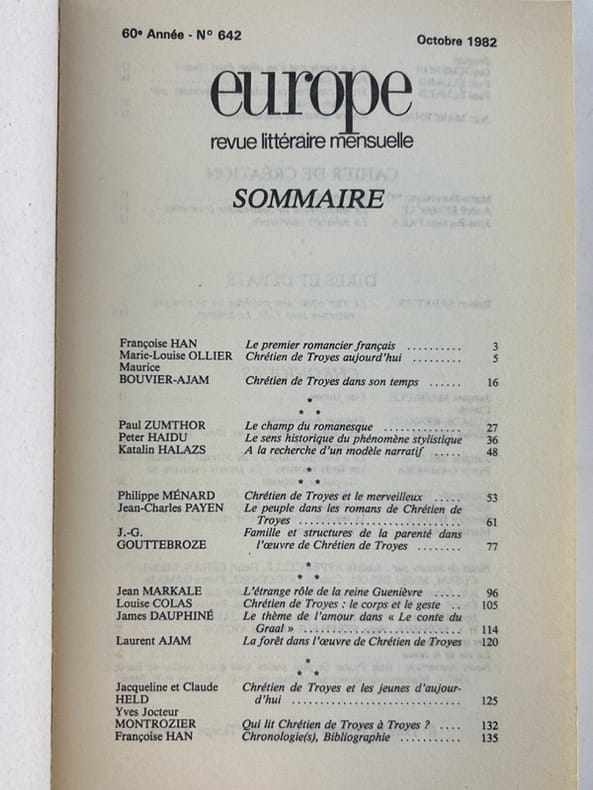 60e Année - No 642
Octobre 1982
europe
revue littéraire mensuelle
SOMMAIRE
Françoise HAN Le premier romancier français .......... 3
Marie-Louise OLLIER Chrétien de Troyes aujourd'hui ......... 5
Maurice
BOUVIER-AJAM Chrétien de Troyes dans son temps ...... 16
*
* *
Paul ZUMTHOR Le champ du romanesque .............. 27
Peter HAIDU Le sens historique du phénomène stylistique 36
Katalin HALAZS A la recherche d'un modèle narratif ..... 48
*
* *
Philippe MÉNARD Chrétien de Troyes et le merveilleux ..... 53
Jean-Charles PAYEN Le peuple dans les romans de Chrétien de
Troyes ............................. 61
J.-G. Famille et structures de la parenté dans
GOUTTEBROZE l'œuvre de Chrétien de Troyes ........ 77
*
* *
Jean MARKALE L'étrange rôle de la reine Guenièvre ..... 96
Louise COLAS Chrétien de Troyes : le corps et le geste .. 105
James DAUPHINÉ Le thème de l'amour dans « Le conte du
Graal » ............................ 114
Laurent AJAM La forêt dans l'œuvre de Chrétien de Troyes 120
*
* *
Jacqueline et Claude Chrétien de Troyes et les jeunes d'aujour-
HELD d'hui .............................. 125
Yves Jocteur
MONTROZIER Qui lit Chrétien de Troyes à Troyes ? .... 132
Françoise HAN Chronologie(s), Bibliographie ........... 135